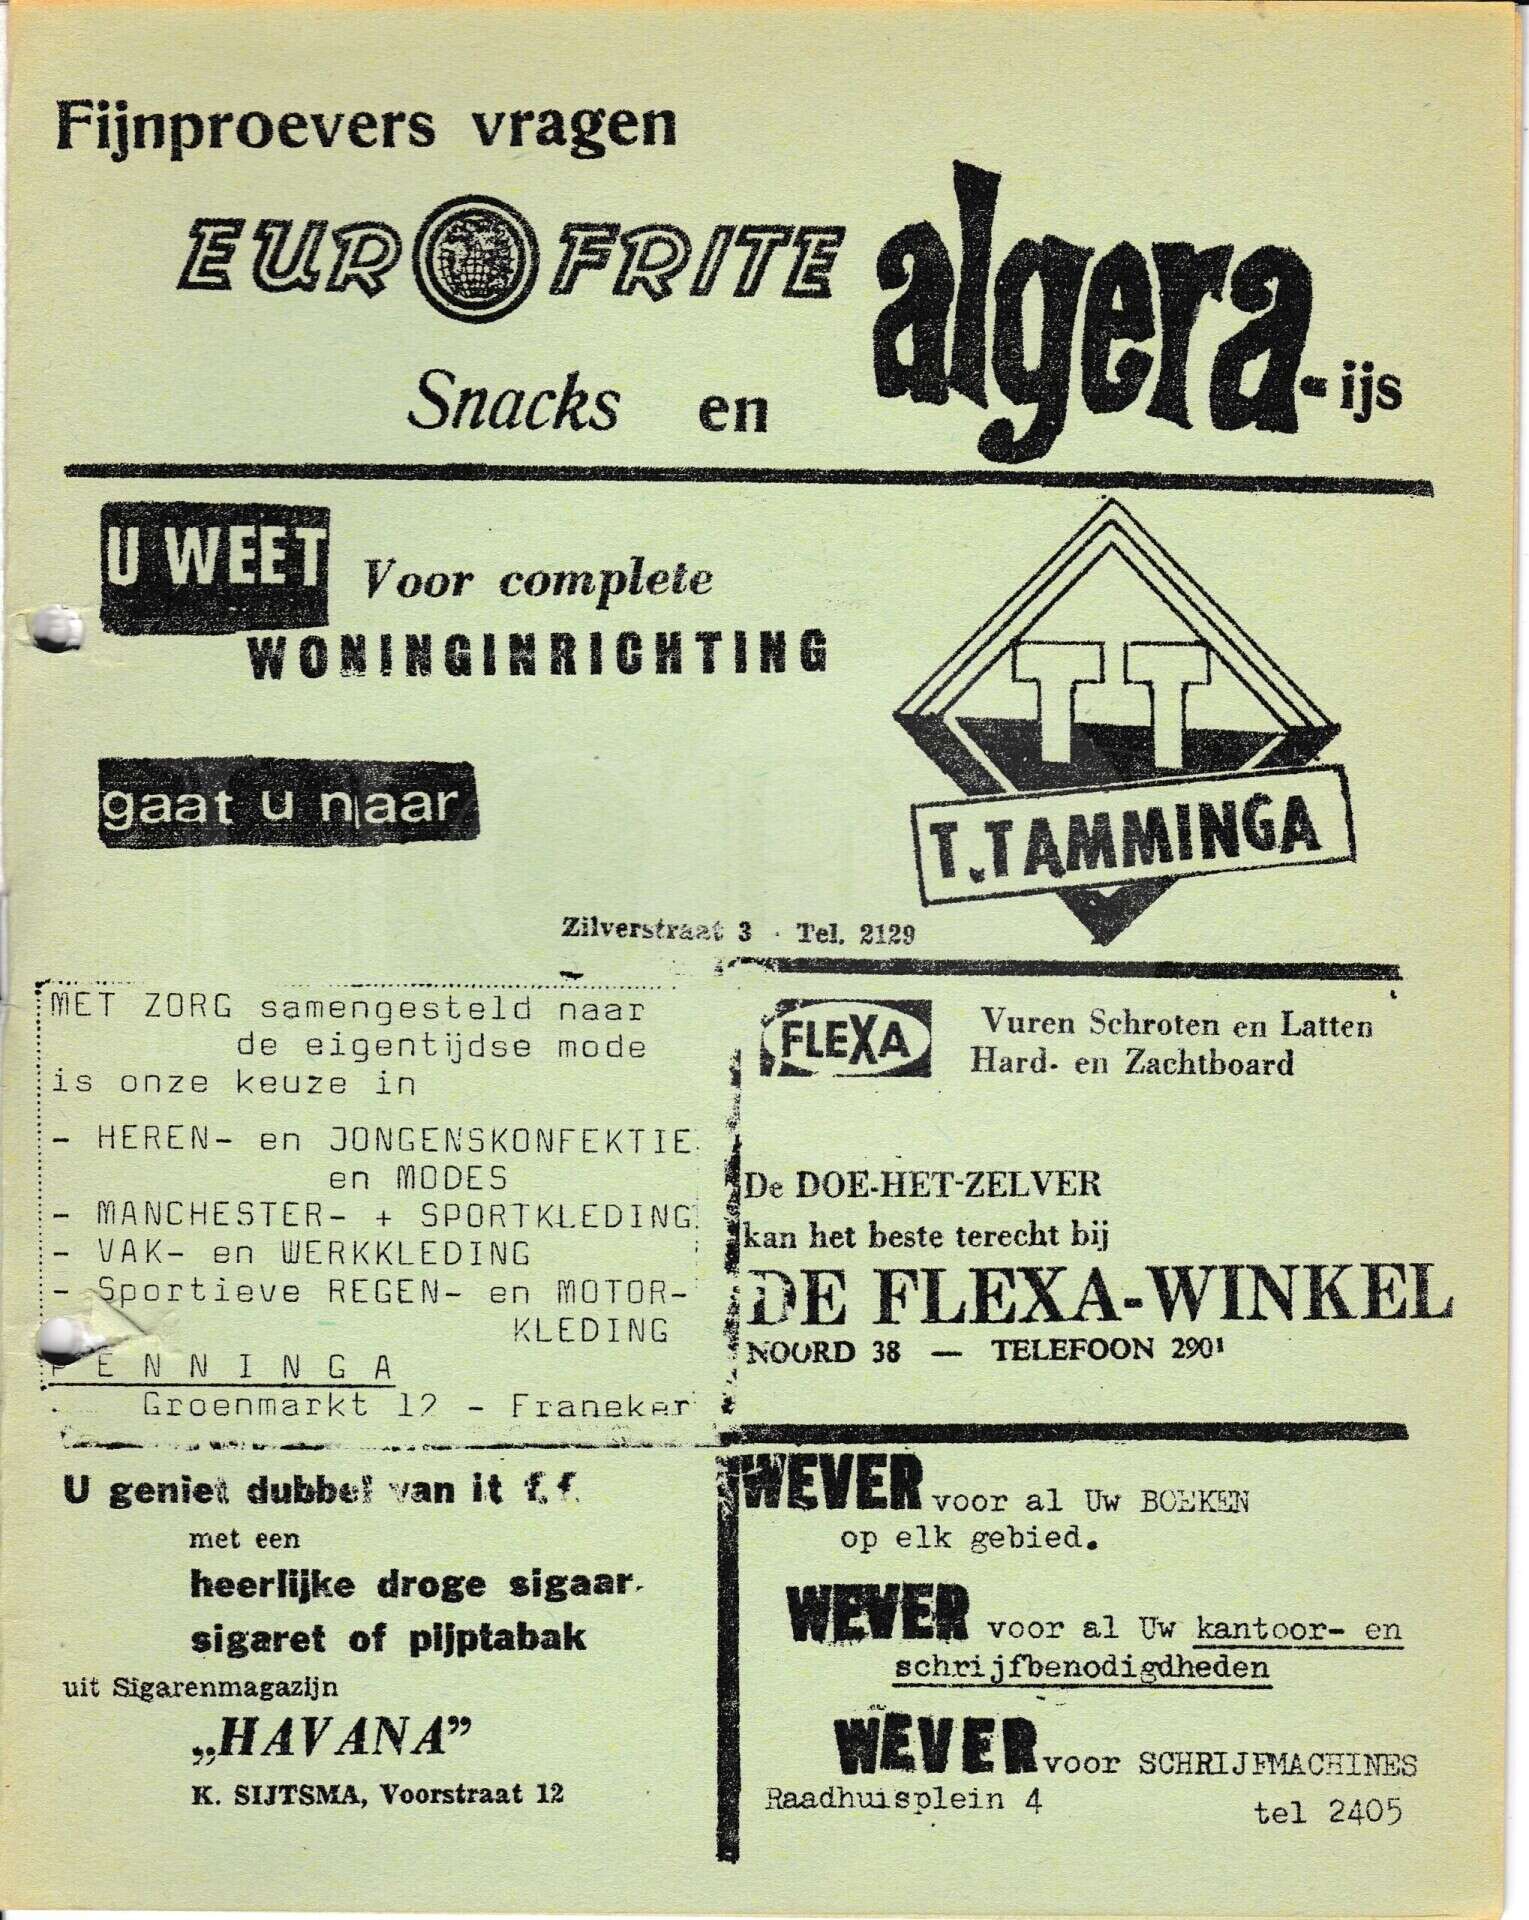 Fijnproevers vragen
EUROFRITE algera-ijs
Snacks en
U WEET Voor complete
WONINGINRICHTING
TT
gaat u naar
T. TAMMINGA
Zilverstraat 3 - Tel. 2129
MET ZORG samengesteld naar
de eigentijdse mode
is onze keuze in
- HEREN- en JONGENSKONFEKTIE
en MODES
- MANCHESTER- + SPORTKLEDING
- VAK- en WERKKLEDING
- Sportieve REGEN- en MOTOR-
KLEDING
PENNINGA
Groenmarkt 12 - Franeker
FLEXA Vuren Schroten en Latten
Hard- en Zachtboard
De DOE-HET-ZELVER
kan het beste terecht bij
DE FLEXA-WINKEL
NOORD 38 — TELEFOON 2901
U geniet dubbel van it f.f.
met een
heerlijke droge sigaar,
sigaret of pijptabak
uit Sigarenmagazijn
„HAVANA”
K. SIJTSMA, Voorstraat 12
WEVER voor al Uw BOEKEN
op elk gebied.
WEVER voor al Uw kantoor- en
schrijfbenodigdheden
WEVER voor SCHRIJFMACHINES
Raadhuisplein 4 tel 2405